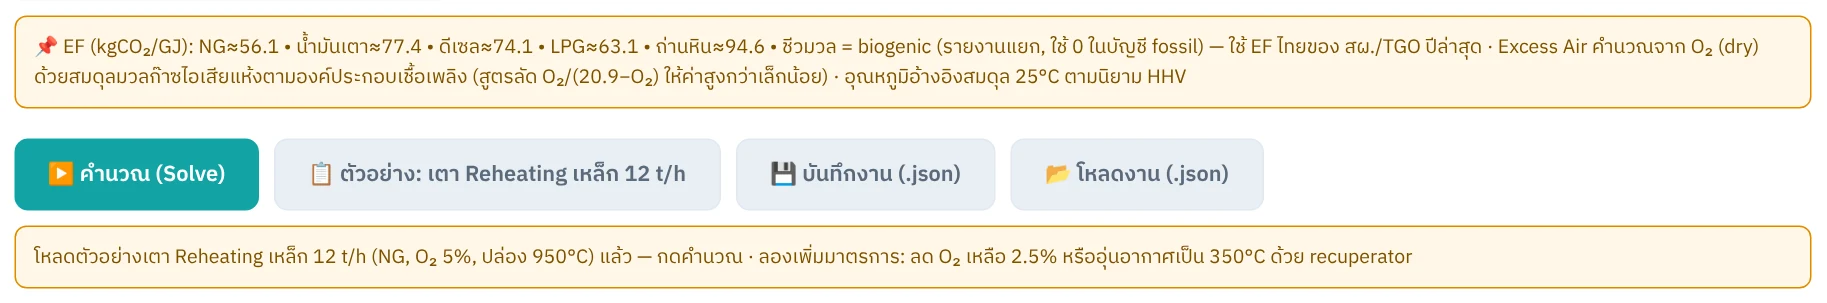 📌 EF (kgCO₂/GJ): NG≈56.1 • น้ำมันเตา≈77.4 • ดีเซล≈74.1 • LPG≈63.1 • ถ่านหิน≈94.6 • ชีวมวล = biogenic (รายงานแยก, ใช้ 0 ในบัญชี fossil) — ใช้ EF ไทยของ สผ./TGO ปีล่าสุด · Excess Air คำนวณจาก O₂ (dry)
ด้วยสมดุลมวลก๊าซไอเสียแห้งตามองค์ประกอบเชื้อเพลิง (สูตรลัด O₂/(20.9–O₂) ให้ค่าสูงกว่าเล็กน้อย) · อุณหภูมิอ้างอิงสมดุล 25°C ตามนิยาม HHV
▶️ คำนวณ (Solve)
📋 ตัวอย่าง: เตา Reheating เหล็ก 12 t/h
💾 บันทึกงาน (.json)
📂 โหลดงาน (.json)
โหลดตัวอย่างเตา Reheating เหล็ก 12 t/h (NG, O₂ 5%, ปล่อง 950°C) แล้ว — กดคำนวณ · ลองเพิ่มมาตรการ: ลด O₂ เหลือ 2.5% หรืออุ่นอากาศเป็น 350°C ด้วย recuperator